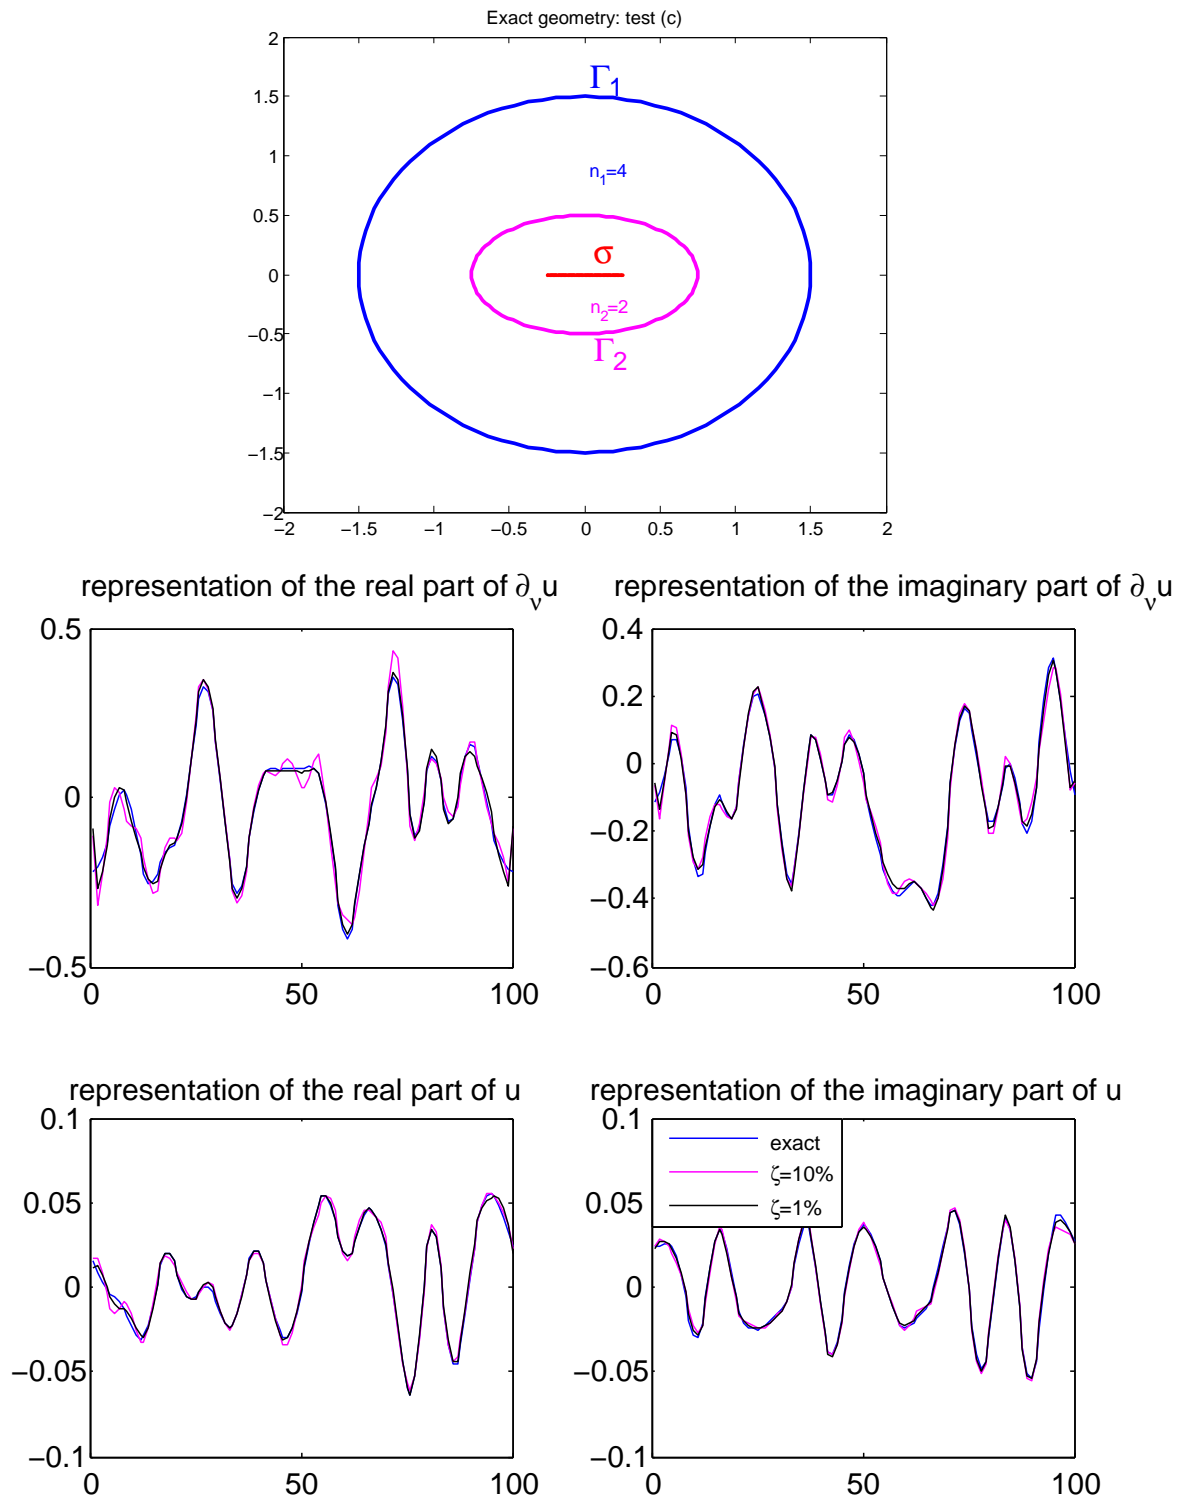 Exact geometry: test (c)
2
1.5
1
0.5
0
−0.5
−1
−1.5
−2
−2 −1.5 −1 −0.5 0 0.5 1 1.5 2
Γ1
n1=4
σ
n2=2
Γ2
representation of the real part of ∂νu
0.5
0
−0.5
0 50 100
representation of the imaginary part of ∂νu
0.4
0.2
0
−0.2
−0.4
−0.6
0 50 100
representation of the real part of u
0.1
0.05
0
−0.05
−0.1
0 50 100
representation of the imaginary part of u
0.1
0.05
0
−0.05
−0.1
0 50 100
exact
ζ=10%
ζ=1%